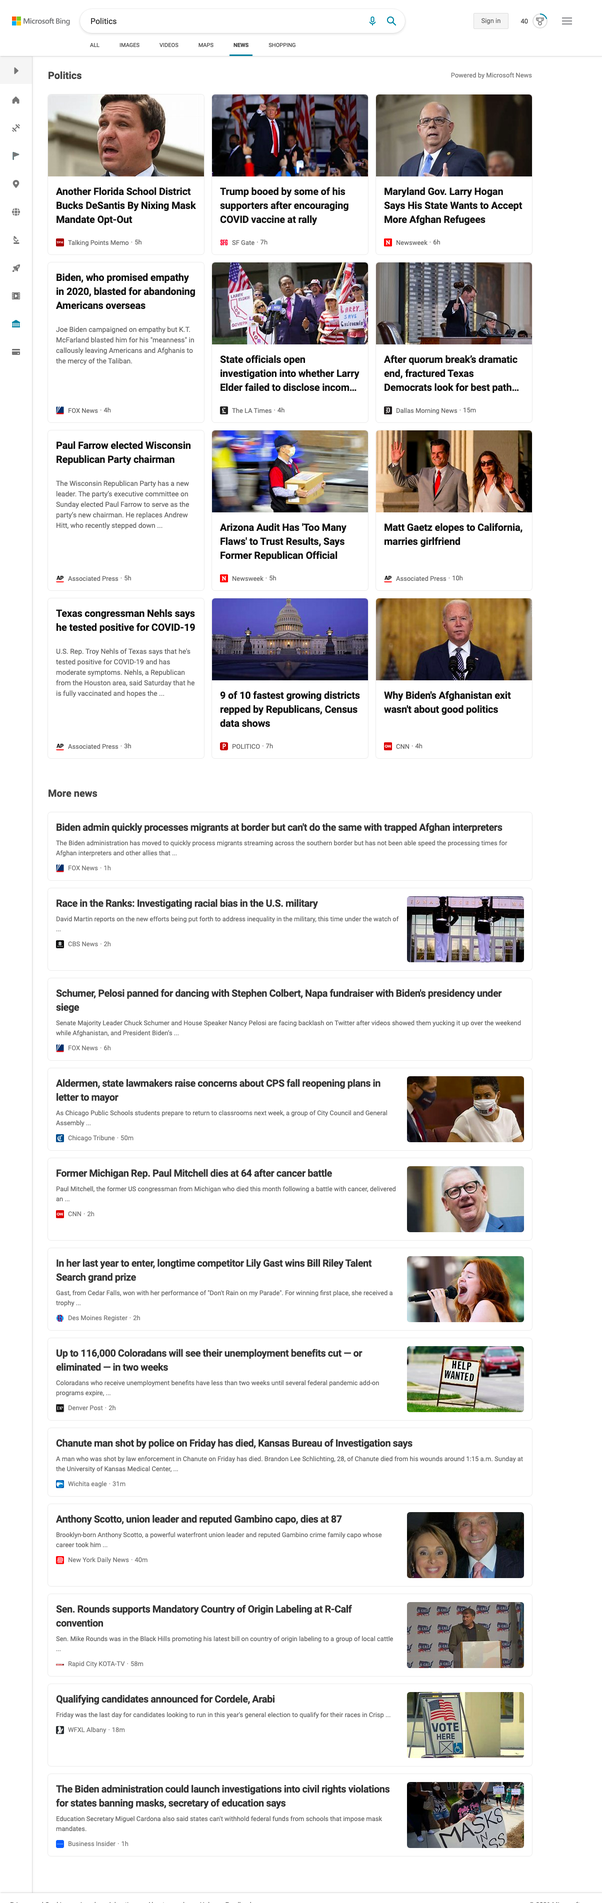 Microsoft Bing
Politics
Sign in
40
ALL
IMAGES
VIDEOS
MAPS
NEWS
SHOPPING
Politics
Powered by Microsoft News
Another Florida School District
Bucks DeSantis By Nixing Mask
Mandate Opt-Out
Talking Points Memo · 5h
Trump booed by some of his
supporters after encouraging
COVID vaccine at rally
SF Gate · 7h
Maryland Gov. Larry Hogan
Says His State Wants to Accept
More Afghan Refugees
Newsweek · 6h
Biden, who promised empathy
in 2020, blasted for abandoning
Americans overseas
Joe Biden campaigned on empathy but K.T.
McFarland blasted him for his "meanness" in
callously leaving Americans and Afghanis to
the mercy of the Taliban.
FOX News · 4h
State officials open
investigation into whether Larry
Elder failed to disclose incom...
The LA Times · 4h
After quorum break's dramatic
end, fractured Texas
Democrats look for best path...
Dallas Morning News · 15m
Paul Farrow elected Wisconsin
Republican Party chairman
The Wisconsin Republican Party has a new
leader. The party's executive committee on
Sunday elected Paul Farrow to serve as the
party's new chairman. He replaces Andrew
Hitt, who recently stepped down ...
AP Associated Press · 5h
Arizona Audit Has 'Too Many
Flaws' to Trust Results, Says
Former Republican Official
Newsweek · 5h
Matt Gaetz elopes to California,
marries girlfriend
AP Associated Press · 10h
Texas congressman Nehls says
he tested positive for COVID-19
U.S. Rep. Troy Nehls of Texas says that he's
tested positive for COVID-19 and has
moderate symptoms. Nehls, a Republican
from the Houston area, said Saturday that he
is fully vaccinated and hopes the ...
AP Associated Press · 3h
9 of 10 fastest growing districts
repped by Republicans, Census
data shows
POLITICO · 7h
Why Biden's Afghanistan exit
wasn't about good politics
CNN · 4h
More news
Biden admin quickly processes migrants at border but can't do the same with trapped Afghan interpreters
The Biden administration has moved to quickly process migrants streaming across the southern border but has not been able speed the processing times for
Afghan interpreters and other allies that ...
FOX News · 1h
Race in the Ranks: Investigating racial bias in the U.S. military
David Martin reports on the new efforts being put forth to address inequality in the military, this time under the watch of
...
CBS News · 2h
Schumer, Pelosi panned for dancing with Stephen Colbert, Napa fundraiser with Biden's presidency under
siege
Senate Majority Leader Chuck Schumer and House Speaker Nancy Pelosi are facing backlash on Twitter after videos showed them yucking it up over the weekend
while Afghanistan, and President Biden's ...
FOX News · 6h
Aldermen, state lawmakers raise concerns about CPS fall reopening plans in
letter to mayor
As Chicago Public Schools students prepare to return to classrooms next week, a group of City Council and General
Assembly ...
Chicago Tribune · 50m
Former Michigan Rep. Paul Mitchell dies at 64 after cancer battle
Paul Mitchell, the former US congressman from Michigan who died this month following a battle with cancer, delivered
an ...
CNN · 2h
In her last year to enter, longtime competitor Lily Gast wins Bill Riley Talent
Search grand prize
Gast, from Cedar Falls, won with her performance of "Don't Rain on my Parade". For winning first place, she received a
trophy ...
Des Moines Register · 2h
Up to 116,000 Coloradans will see their unemployment benefits cut — or
eliminated — in two weeks
Coloradans who receive unemployment benefits have less than two weeks until several federal pandemic add-on
programs expire, ...
Denver Post · 2h
HELP
WANTED
Chanute man shot by police on Friday has died, Kansas Bureau of Investigation says
A man who was shot by law enforcement in Chanute on Friday has died. Brandon Lee Schlichting, 28, of Chanute died from his wounds around 1:15 a.m. Sunday at
the University of Kansas Medical Center, ...
Wichita eagle · 31m
Anthony Scotto, union leader and reputed Gambino capo, dies at 87
Brooklyn-born Anthony Scotto, a powerful waterfront union leader and reputed Gambino crime family capo whose
career took him ...
New York Daily News · 40m
Sen. Rounds supports Mandatory Country of Origin Labeling at R-Calf
convention
Sen. Mike Rounds was in the Black Hills promoting his latest bill on country of origin labeling to a group of local cattle
...
Rapid City KOTA-TV · 58m
Qualifying candidates announced for Cordele, Arabi
Friday was the last day for candidates looking to run in this year's general election to qualify for their races in Crisp ...
WFXL Albany · 18m
VOTE
HERE
The Biden administration could launch investigations into civil rights violations
for states banning masks, secretary of education says
Education Secretary Miguel Cardona also said states can't withhold federal funds from schools that impose mask
mandates.
Business Insider · 1h
MASKS
IN